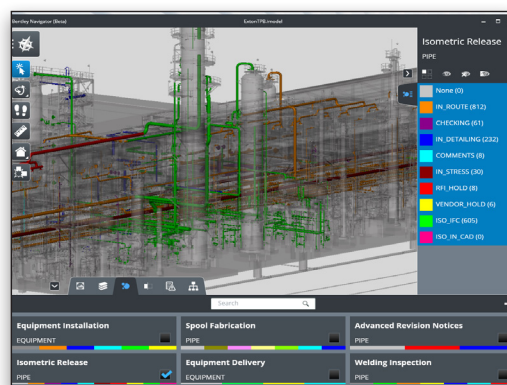 Bentley Navigator (Beta)
ExtonTPB.imodel
Isometric Release
PIPE
None (0)
IN_ROUTE (812)
CHECKING (61)
IN_DETAILING (232)
COMMENTS (8)
IN_STRESS (30)
RFI_HOLD (8)
VENDOR_HOLD (6)
ISO_IFC (605)
ISO_IN_CAD (0)
Search
Equipment Installation
EQUIPMENT
Spool Fabrication
PIPE
Advanced Revision Notices
PIPE
Isometric Release
PIPE
Equipment Delivery
EQUIPMENT
Welding Inspection
PIPE